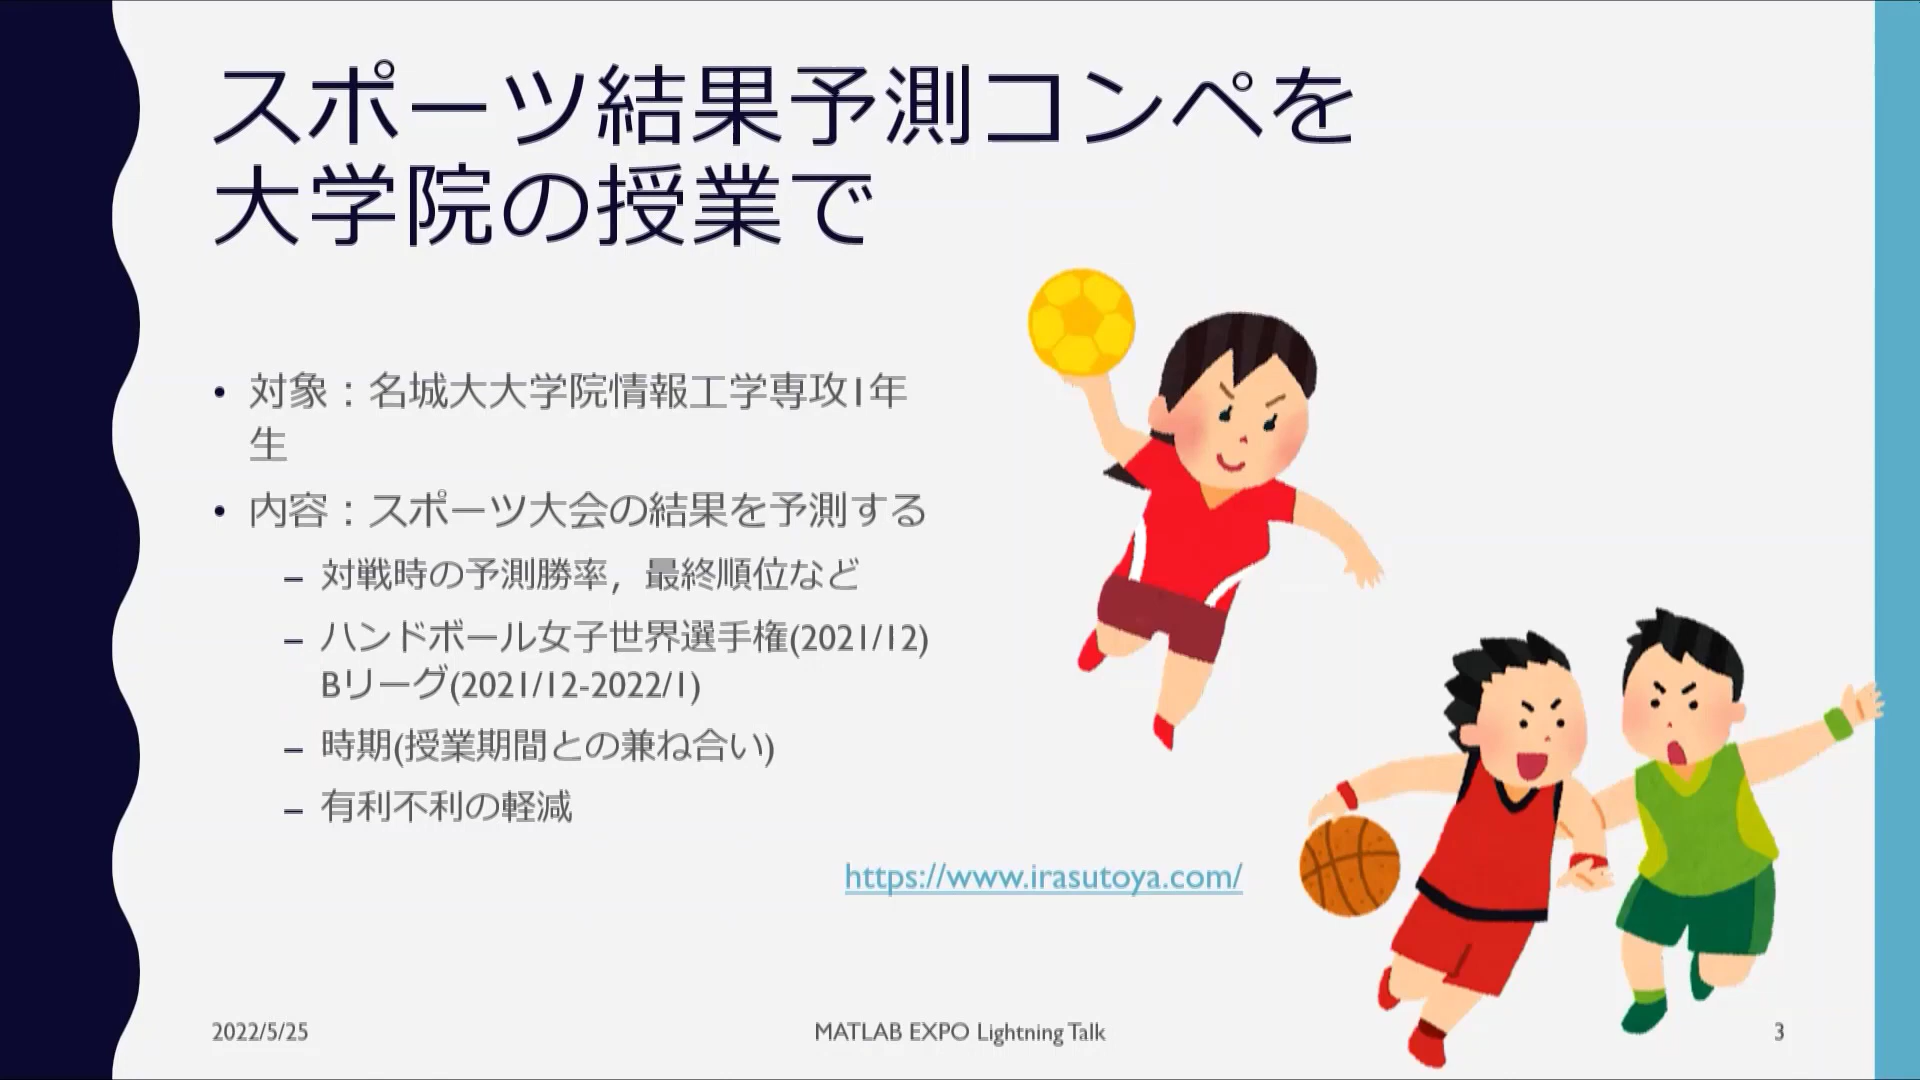 スポーツ結果予測コンペを
大学院の授業で
• 対象：名城大大学院情報工学専攻1年
生
• 内容：スポーツ大会の結果を予測する
– 対戦時の予測勝率，最終順位など
– ハンドボール女子世界選手権(2021/12)
Bリーグ(2021/12-2022/1)
– 時期(授業期間との兼ね合い)
– 有利不利の軽減
https://www.irasutoya.com/
2022/5/25
MATLAB EXPO Lightning Talk
3